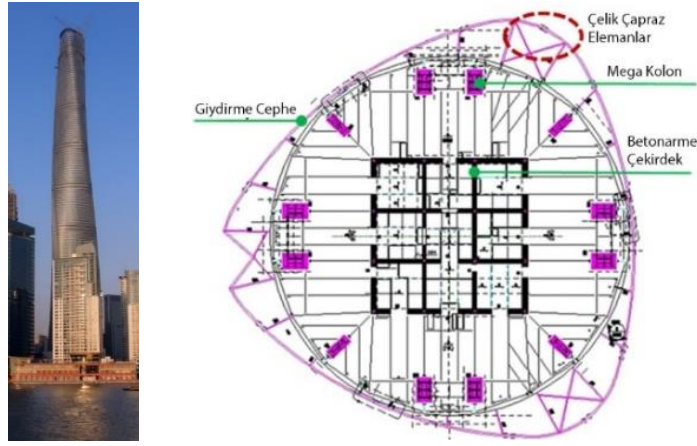 Çelik Çapraz
Elemanlar
Mega Kolon
Giydirme Cephe
Betonarme
Çekirdek